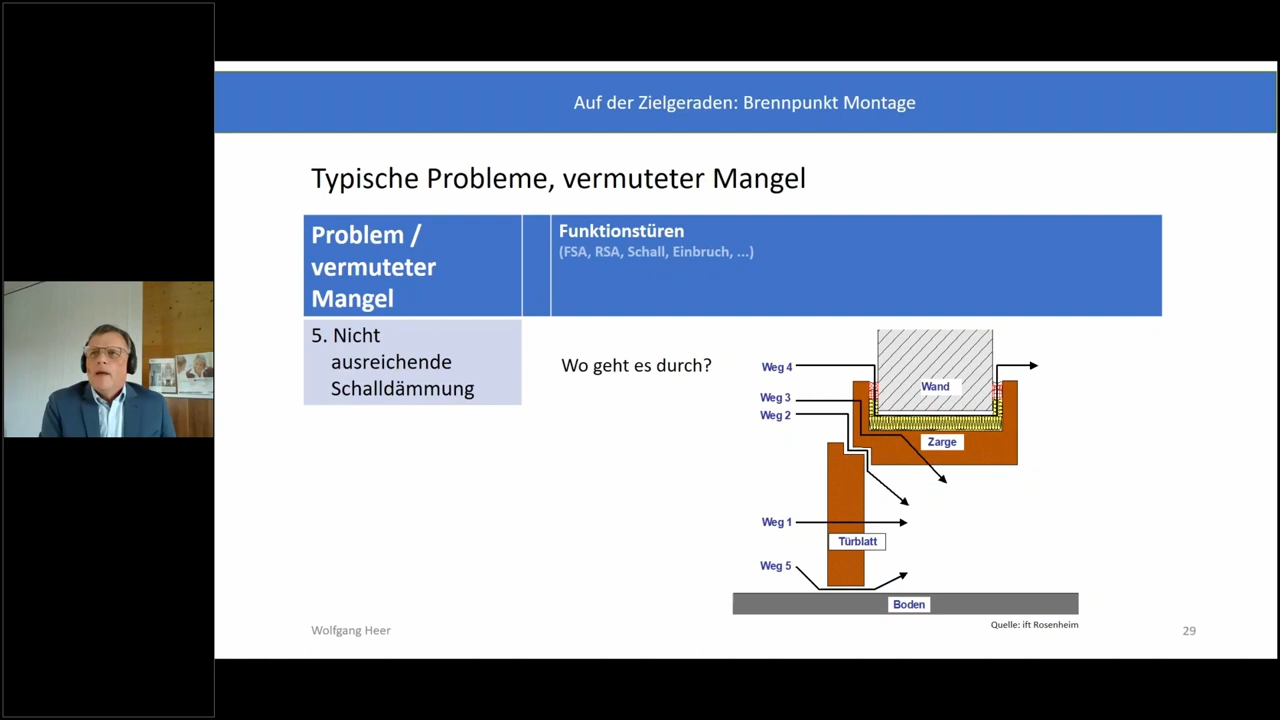 Auf der Zielgeraden: Brennpunkt Montage
Typische Probleme, vermuteter Mangel
Problem /
vermuteter
Mangel
Funktionstüren
(FSA, RSA, Schall, Einbruch, ...)
5. Nicht
ausreichende
Schalldämmung
Wo geht es durch?
Weg 4
Wand
Weg 3
Weg 2
Zarge
Weg 1
Türblatt
Weg 5
Boden
Quelle: ift Rosenheim
Wolfgang Heer
29